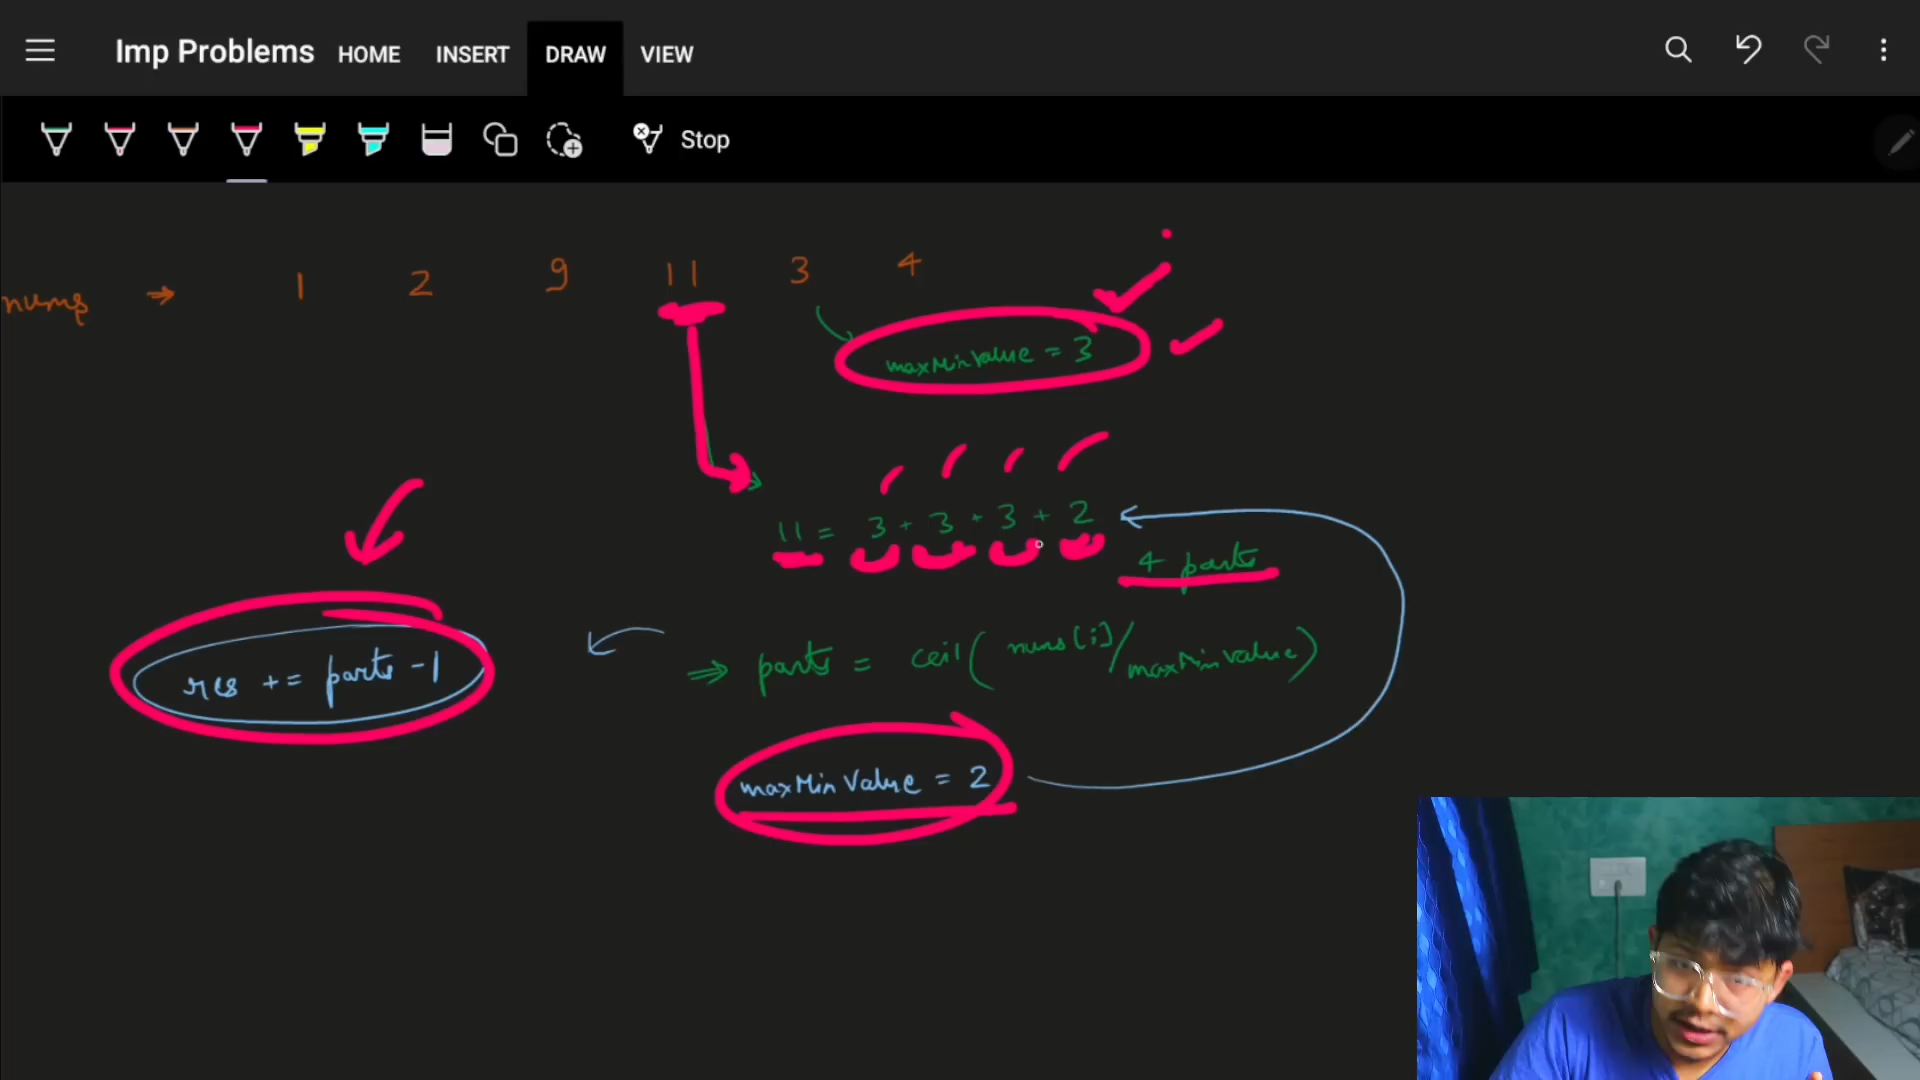 Imp Problems HOME INSERT DRAW VIEW
Stop
nums ⇒ 1 2 9 11 3 4
maxMinValue = 3
11 = 3 + 3 + 3 + 2
4 parts
⇒ parts = ceil( nums[i]/maxMinValue)
res += parts -1
maxMinValue = 2